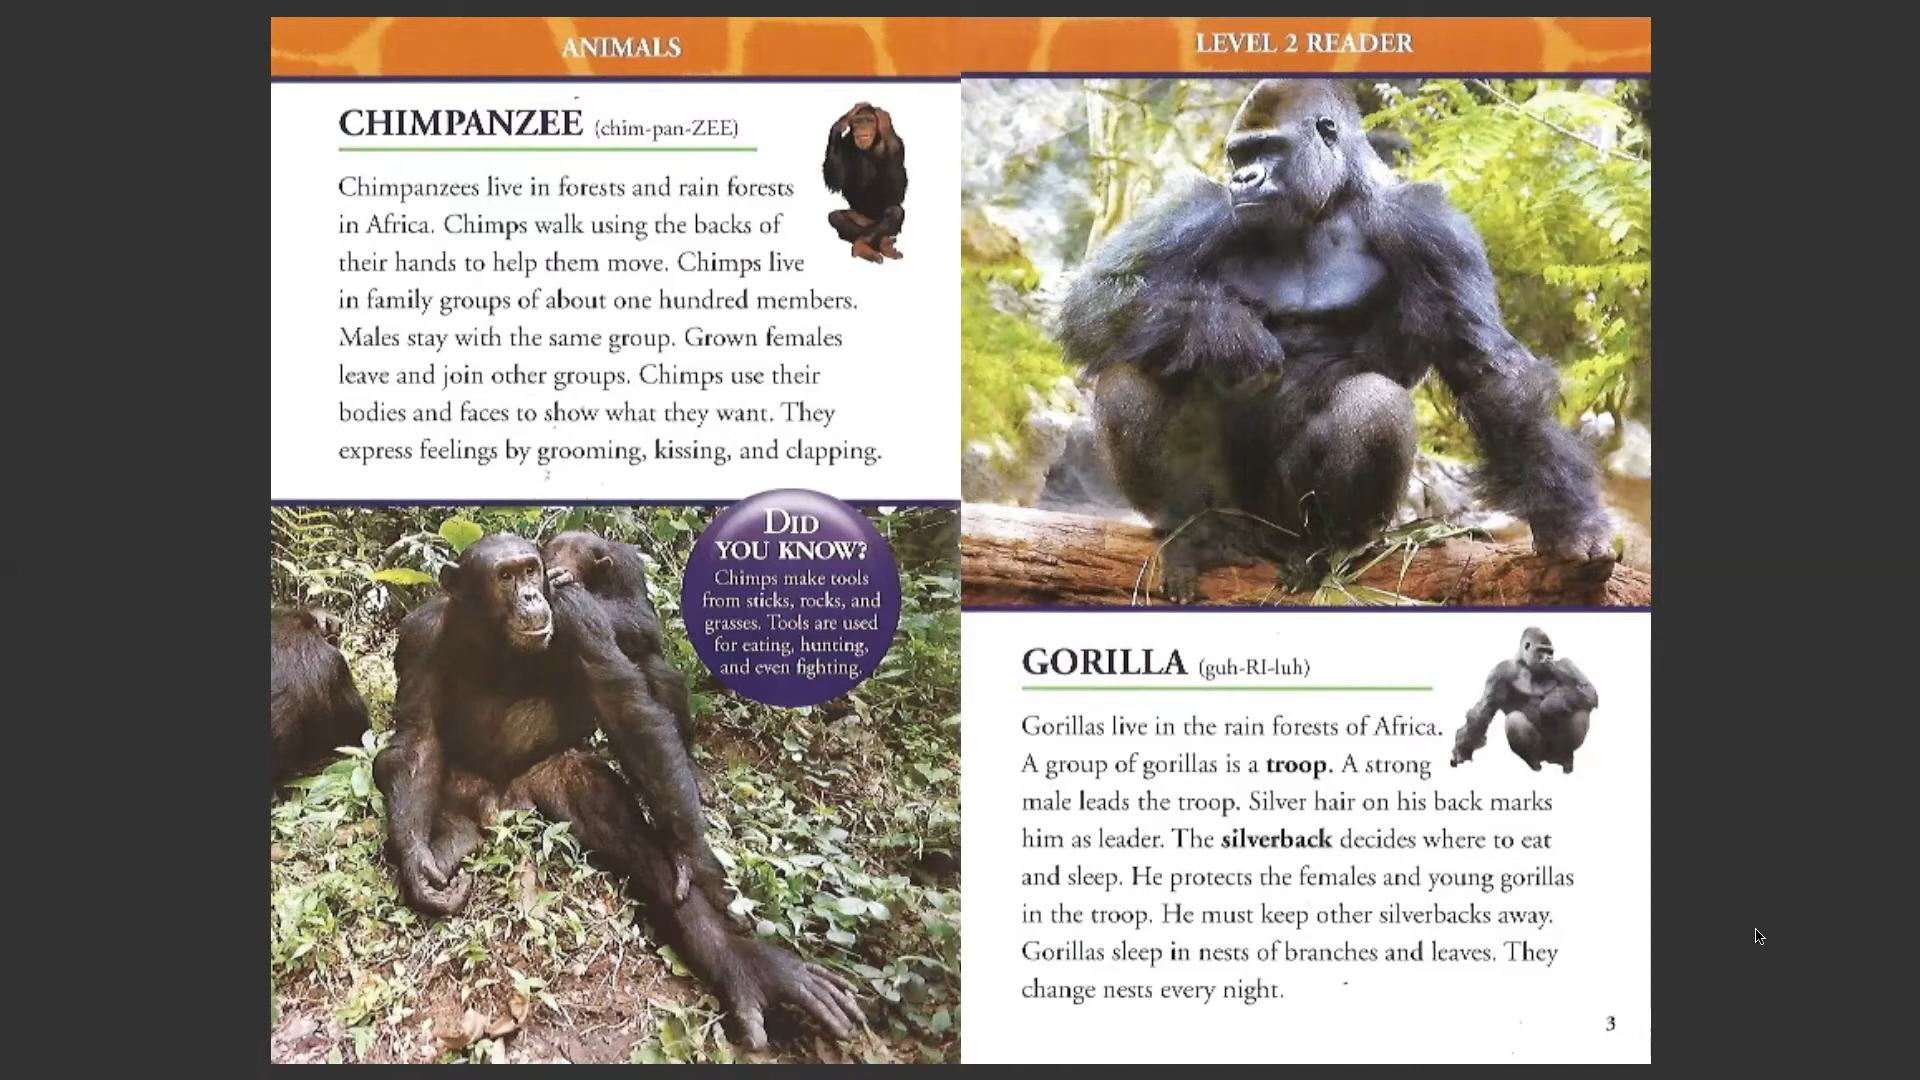 ANIMALS
CHIMPANZEE (chim-pan-ZEE)
Chimpanzees live in forests and rain forests
in Africa. Chimps walk using the backs of
their hands to help them move. Chimps live
in family groups of about one hundred members.
Males stay with the same group. Grown females
leave and join other groups. Chimps use their
bodies and faces to show what they want. They
express feelings by grooming, kissing, and clapping.
DID
YOU KNOW?
Chimps make tools
from sticks, rocks, and
grasses. Tools are used
for eating, hunting,
and even fighting.
2
LEVEL 2 READER
GORILLA (guh-RI-luh)
Gorillas live in the rain forests of Africa.
A group of gorillas is a troop. A strong
male leads the troop. Silver hair on his back marks
him as leader. The silverback decides where to eat
and sleep. He protects the females and young gorillas
in the troop. He must keep other silverbacks away.
Gorillas sleep in nests of branches and leaves. They
change nests every night.
3